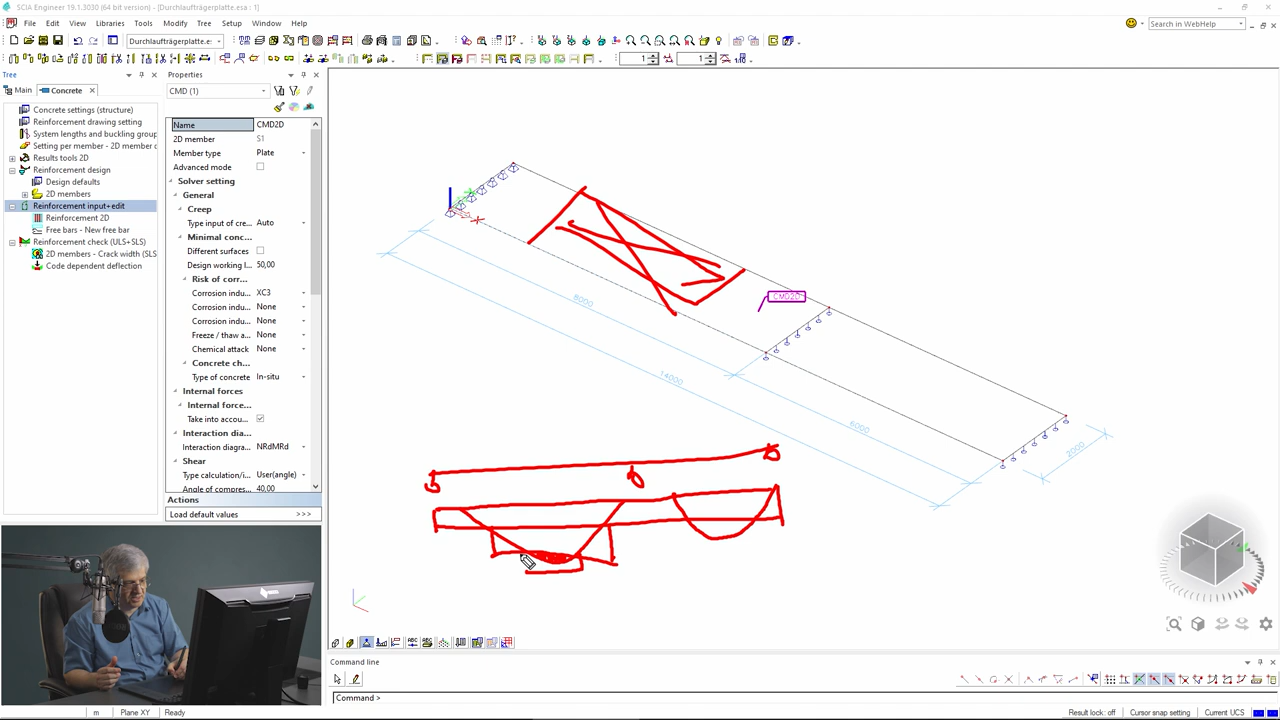 SCIA Engineer 19.1.3030 (64 bit version) - [Durchlaufträgerplatte.esa : 1]
File Edit View Libraries Tools Modify Tree Setup Window Help
Search in WebHelp
Durchlaufträgerplatte.es
1 1
Tree
Main Concrete
Concrete settings (structure)
Reinforcement drawing setting
System lengths and buckling group
Setting per member - 2D member c
Results tools 2D
Reinforcement design
Design defaults
2D members
Reinforcement input+edit
Reinforcement 2D
Free bars - New free bar
Reinforcement check (ULS+SLS)
2D members - Crack width (SLS
Code dependent deflection
Properties
CMD (1)
Name CMD2D
2D member S1
Member type Plate
Advanced mode
Solver setting
General
Creep
Type input of cre... Auto
Minimal conc...
Different surfaces
Design working l... 50,00
Risk of corr...
Corrosion indu... XC3
Corrosion indu... None
Corrosion indu... None
Freeze / thaw a... None
Chemical attack None
Concrete ch...
Type of concrete In-situ
Internal forces
Internal force...
Take into accou...
Interaction dia...
Interaction diagra... NRdMRd
Shear
Type calculation/i... User(angle)
Angle of compres... 40,00
Actions
Load default values >>>
CMD2D
8000
14000
6000
2000
Command line
Command >
m Plane XY Ready
Result lock: off Cursor snap setting Current UCS